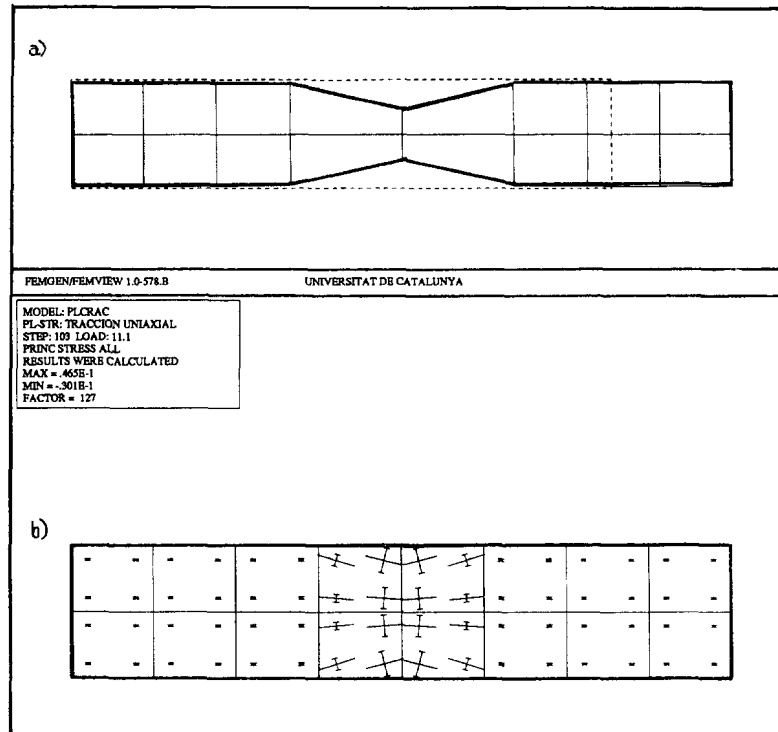 a)
FEMGEN/FEMVIEW 1.0-578.B UNIVERSITAT DE CATALUNYA
MODEL: PLCRAC
PL-STR: TRACCION UNIAXIAL
STEP: 103 LOAD: 11.1
PRINC STRESS ALL
RESULTS WERE CALCULATED
MAX = .465E-1
MIN = -.301E-1
FACTOR = 127
b)